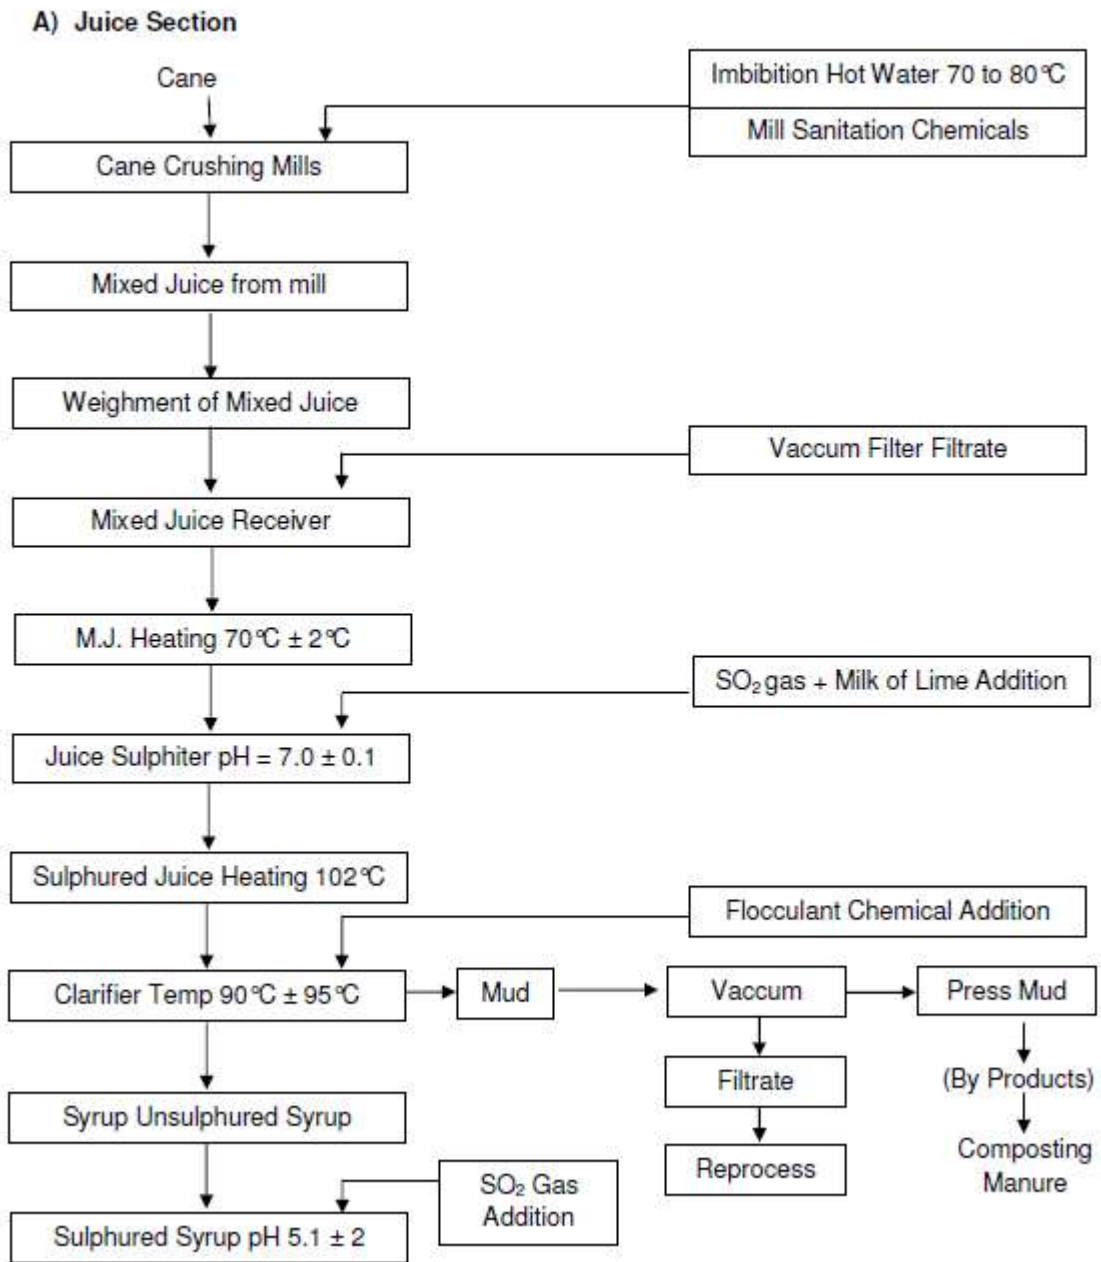 A) Juice Section
Cane
Imbibition Hot Water 70 to 80°C
Mill Sanitation Chemicals
Cane Crushing Mills
Mixed Juice from mill
Weighment of Mixed Juice
Vaccum Filter Filtrate
Mixed Juice Receiver
M.J. Heating 70°C ± 2°C
SO₂ gas + Milk of Lime Addition
Juice Sulphiter pH = 7.0 ± 0.1
Sulphured Juice Heating 102°C
Flocculant Chemical Addition
Clarifier Temp 90°C ± 95°C
Mud
Vaccum
Press Mud
Filtrate
(By Products)
Syrup Unsulphured Syrup
Reprocess
Composting
Manure
SO₂ Gas
Addition
Sulphured Syrup pH 5.1 ± 2